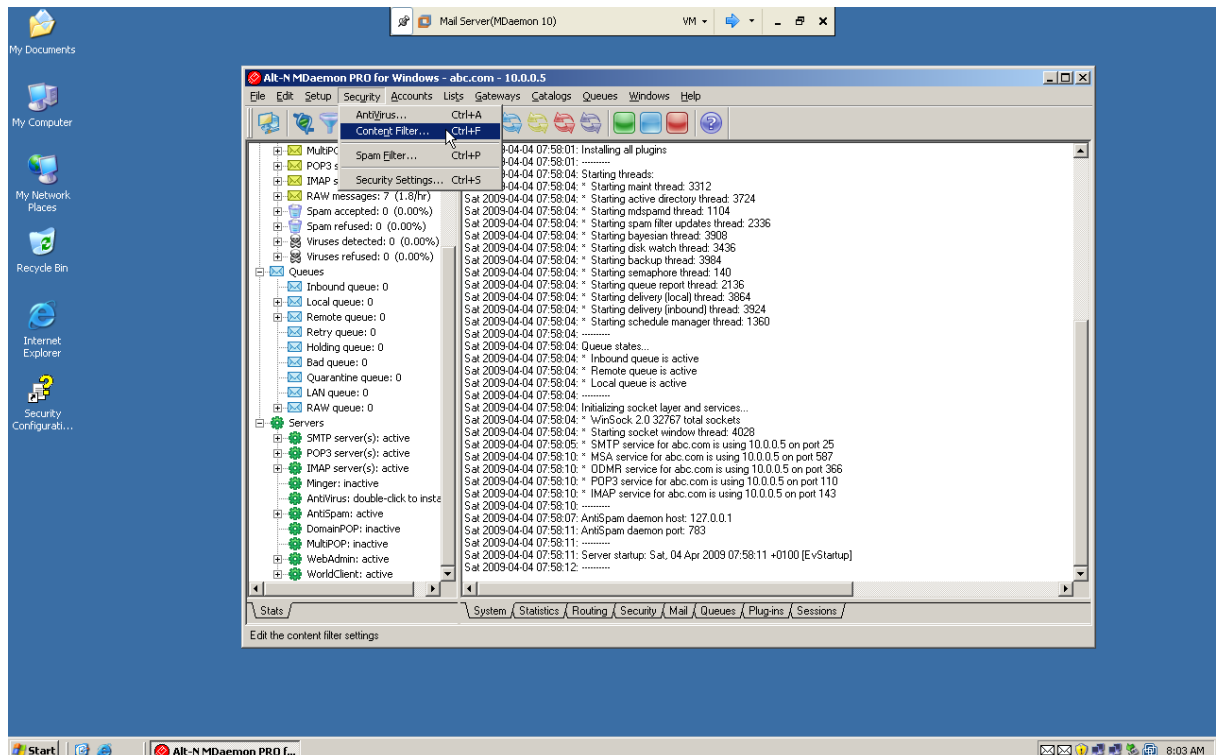 Mail Server(MDaemon 10)
VM
My Documents
My Computer
My Network
Places
Recycle Bin
Internet
Explorer
Security
Configurati...
Alt-N MDaemon PRO for Windows - abc.com - 10.0.0.5
File Edit Setup Security Accounts Lists Gateways Catalogs Queues Windows Help
AntiVirus... Ctrl+A
Content Filter... Ctrl+F
Spam Filter... Ctrl+P
Security Settings... Ctrl+S
MultiPO
POP3 s
IMAP s
RAW messages: 7 (1.8/hr)
Spam accepted: 0 (0.00%)
Spam refused: 0 (0.00%)
Viruses detected: 0 (0.00%)
Viruses refused: 0 (0.00%)
Queues
Inbound queue: 0
Local queue: 0
Remote queue: 0
Retry queue: 0
Holding queue: 0
Bad queue: 0
Quarantine queue: 0
LAN queue: 0
RAW queue: 0
Servers
SMTP server(s): active
POP3 server(s): active
IMAP server(s): active
Minger: inactive
AntiVirus: double-click to insta
AntiSpam: active
DomainPOP: inactive
MultiPOP: inactive
WebAdmin: active
WorldClient: active
Stats
9-04-04 07:58:01: Installing all plugins
9-04-04 07:58:01: ----------
9-04-04 07:58:04: Starting threads:
9-04-04 07:58:04: * Starting maint thread: 3312
Sat 2009-04-04 07:58:04: * Starting active directory thread: 3724
Sat 2009-04-04 07:58:04: * Starting mdspamd thread: 1104
Sat 2009-04-04 07:58:04: * Starting spam filter updates thread: 2336
Sat 2009-04-04 07:58:04: * Starting bayesian thread: 3908
Sat 2009-04-04 07:58:04: * Starting disk watch thread: 3436
Sat 2009-04-04 07:58:04: * Starting backup thread: 3984
Sat 2009-04-04 07:58:04: * Starting semaphore thread: 140
Sat 2009-04-04 07:58:04: * Starting queue report thread: 2136
Sat 2009-04-04 07:58:04: * Starting delivery (local) thread: 3864
Sat 2009-04-04 07:58:04: * Starting delivery (inbound) thread: 3924
Sat 2009-04-04 07:58:04: * Starting schedule manager thread: 1360
Sat 2009-04-04 07:58:04: ----------
Sat 2009-04-04 07:58:04: Queue states...
Sat 2009-04-04 07:58:04: * Inbound queue is active
Sat 2009-04-04 07:58:04: * Remote queue is active
Sat 2009-04-04 07:58:04: * Local queue is active
Sat 2009-04-04 07:58:04: ----------
Sat 2009-04-04 07:58:04: Initializing socket layer and services...
Sat 2009-04-04 07:58:04: * WinSock 2.0 32767 total sockets
Sat 2009-04-04 07:58:04: * Starting socket window thread: 4028
Sat 2009-04-04 07:58:05: * SMTP service for abc.com is using 10.0.0.5 on port 25
Sat 2009-04-04 07:58:10: * MSA service for abc.com is using 10.0.0.5 on port 587
Sat 2009-04-04 07:58:10: * ODMR service for abc.com is using 10.0.0.5 on port 366
Sat 2009-04-04 07:58:10: * POP3 service for abc.com is using 10.0.0.5 on port 110
Sat 2009-04-04 07:58:10: * IMAP service for abc.com is using 10.0.0.5 on port 143
Sat 2009-04-04 07:58:10: ----------
Sat 2009-04-04 07:58:07: AntiSpam daemon host: 127.0.0.1
Sat 2009-04-04 07:58:11: AntiSpam daemon port: 783
Sat 2009-04-04 07:58:11: ----------
Sat 2009-04-04 07:58:11: Server startup: Sat, 04 Apr 2009 07:58:11 +0100 [EvStartup]
Sat 2009-04-04 07:58:12: ----------
System Statistics Routing Security Mail Queues Plug-ins Sessions
Edit the content filter settings
Start
Alt-N MDaemon PRO f...
8:03 AM